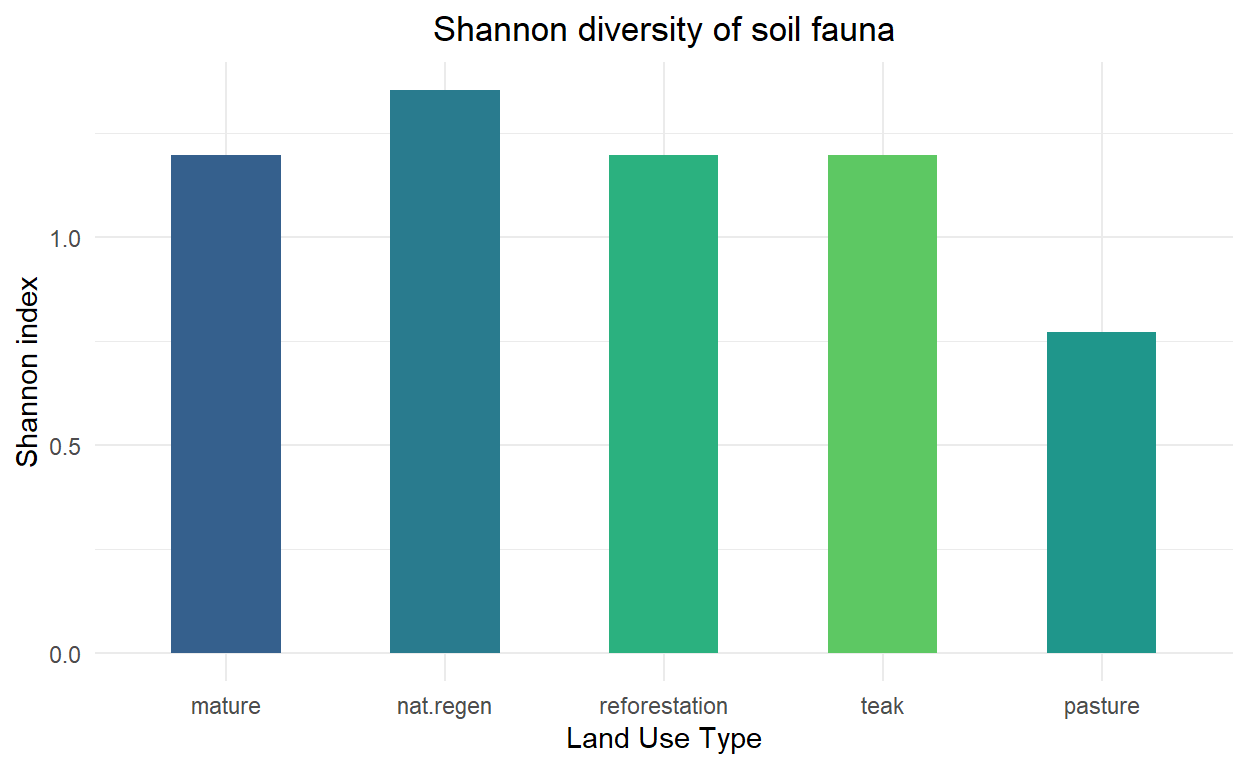 Shannon diversity of soil fauna
Shannon index
1.0
0.5
0.0
mature nat.regen reforestation teak pasture
Land Use Type